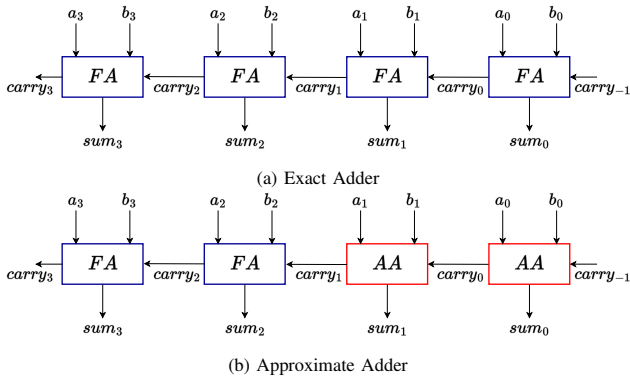 a₃ b₃ a₂ b₂ a₁ b₁ a₀ b₀
FA FA FA FA
carry₃ carry₂ carry₁ carry₀ carry₋₁
sum₃ sum₂ sum₁ sum₀
(a) Exact Adder
a₃ b₃ a₂ b₂ a₁ b₁ a₀ b₀
FA FA AA AA
carry₃ carry₂ carry₁ carry₀ carry₋₁
sum₃ sum₂ sum₁ sum₀
(b) Approximate Adder